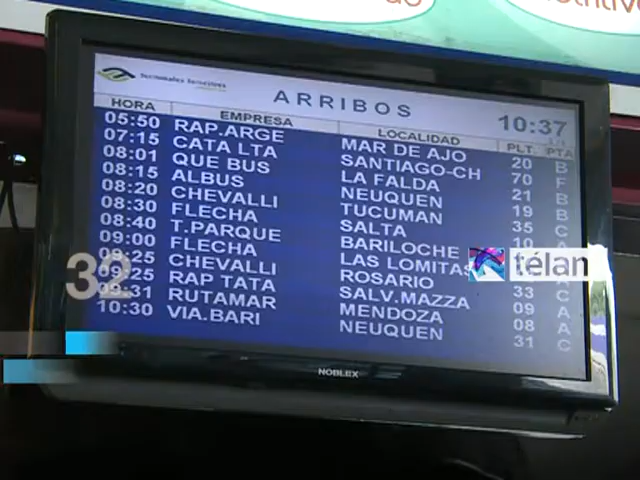 Terminales Terrestres
ARRIBOS
10:37
HORA EMPRESA LOCALIDAD PLT. PTA
05:50 RAP.ARGE MAR DE AJO 20 B
07:15 CATA LTA SANTIAGO-CH 70 F
08:01 QUE BUS LA FALDA 21 B
08:15 ALBUS NEUQUEN 19 B
08:20 CHEVALLI TUCUMAN 35 C
08:30 FLECHA SALTA 10 A
08:40 T.PARQUE BARILOCHE
09:00 FLECHA LAS LOMITAS
CHEVALLI ROSARIO 33 C
09:25 RAP TATA SALV.MAZZA 09 A
09:31 RUTAMAR MENDOZA 08 A
10:30 VIA.BARI NEUQUEN 31 C
32
télam
NOBLEX